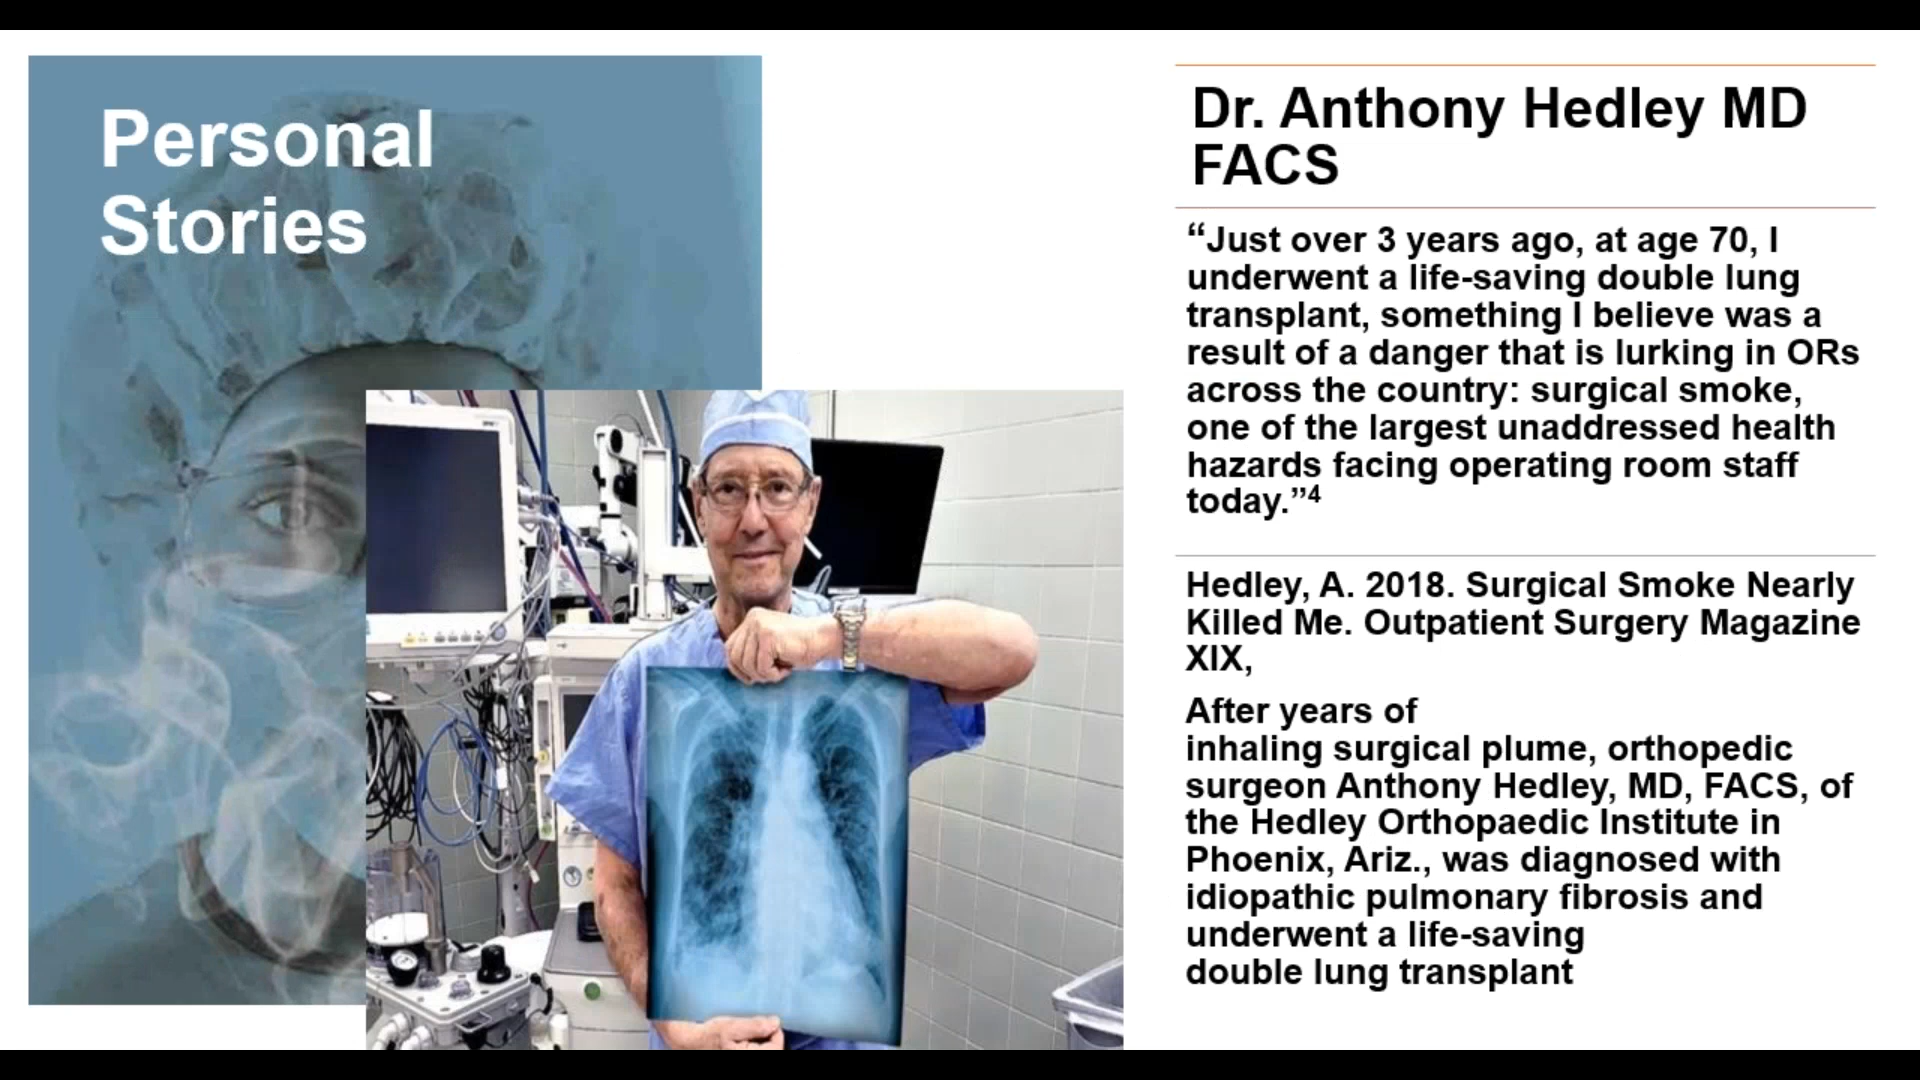 Personal
Stories
Dr. Anthony Hedley MD
FACS
“Just over 3 years ago, at age 70, I
underwent a life-saving double lung
transplant, something I believe was a
result of a danger that is lurking in ORs
across the country: surgical smoke,
one of the largest unaddressed health
hazards facing operating room staff
today.”⁴
Hedley, A. 2018. Surgical Smoke Nearly
Killed Me. Outpatient Surgery Magazine
XIX,
After years of
inhaling surgical plume, orthopedic
surgeon Anthony Hedley, MD, FACS, of
the Hedley Orthopaedic Institute in
Phoenix, Ariz., was diagnosed with
idiopathic pulmonary fibrosis and
underwent a life-saving
double lung transplant